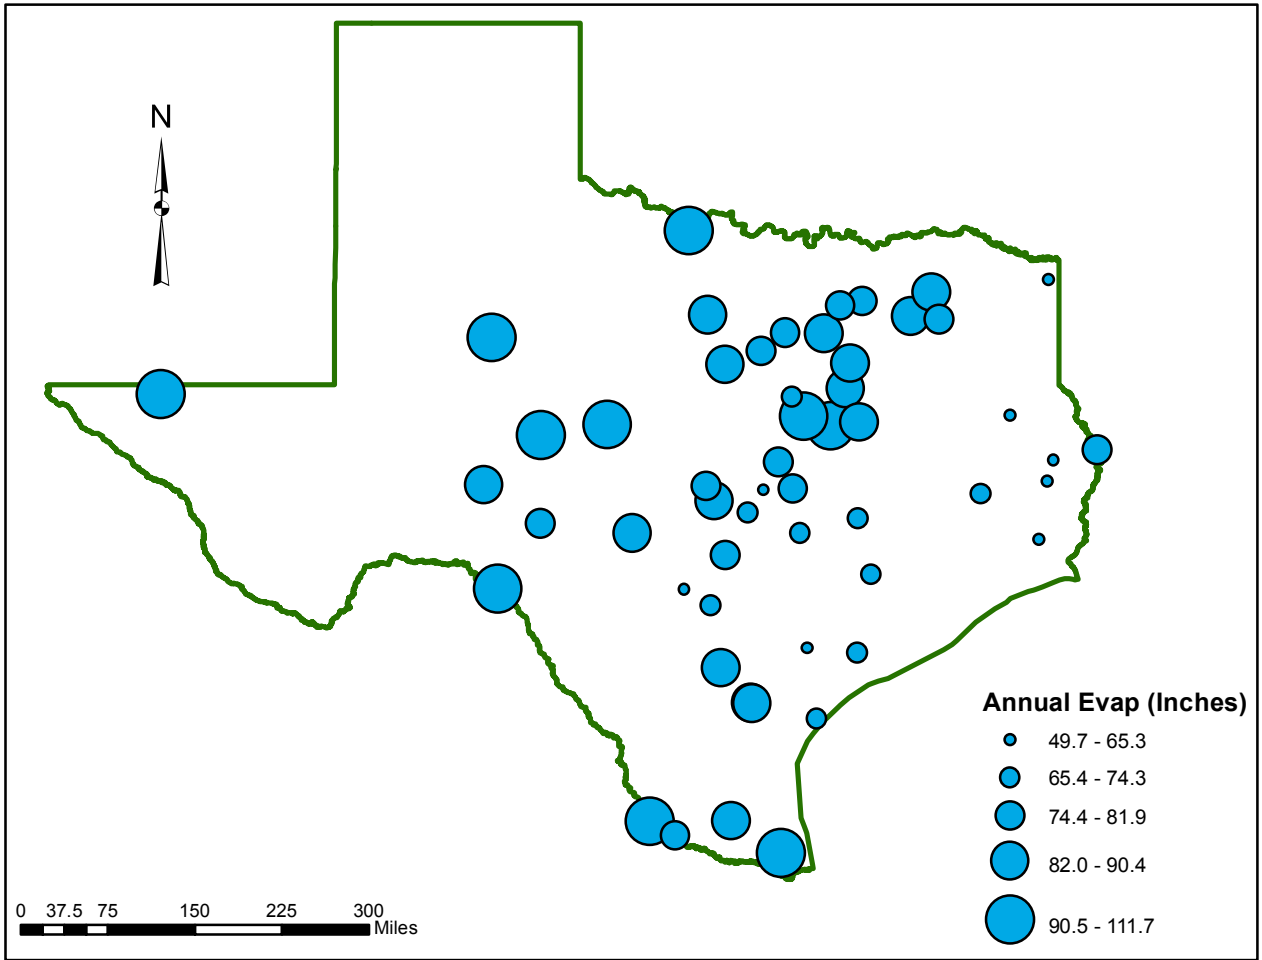 N
Annual Evap (Inches)
49.7 - 65.3
65.4 - 74.3
74.4 - 81.9
82.0 - 90.4
90.5 - 111.7
0 37.5 75 150 225 300
Miles